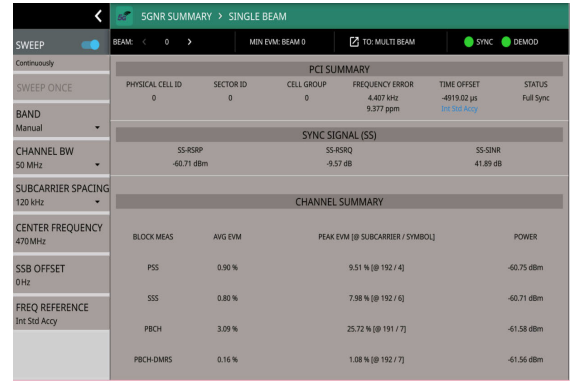 5G
5GNR SUMMARY > SINGLE BEAM
SWEEP
Continuously
SWEEP ONCE
BAND
Manual
CHANNEL BW
50 MHz
SUBCARRIER SPACING
120 kHz
CENTER FREQUENCY
470 MHz
SSB OFFSET
0 Hz
FREQ REFERENCE
Int Std Accy
BEAM: < 0 > MIN EVM: BEAM 0 TO: MULTI BEAM SYNC DEMOD
PCI SUMMARY
PHYSICAL CELL ID SECTOR ID CELL GROUP FREQUENCY ERROR TIME OFFSET STATUS
0 0 0 4.407 kHz -4919.02 µs Full Sync
9.377 ppm Int Std Accy
SYNC SIGNAL (SS)
SS-RSRP SS-RSRQ SS-SINR
-60.71 dBm -9.57 dB 41.89 dB
CHANNEL SUMMARY
BLOCK MEAS AVG EVM PEAK EVM [@ SUBCARRIER / SYMBOL] POWER
PSS 0.90 % 9.51 % [@ 192 / 4] -60.75 dBm
SSS 0.80 % 7.98 % [@ 192 / 6] -60.71 dBm
PBCH 3.09 % 25.72 % [@ 191 / 7] -61.58 dBm
PBCH-DMRS 0.16 % 1.08 % [@ 192 / 7] -61.56 dBm